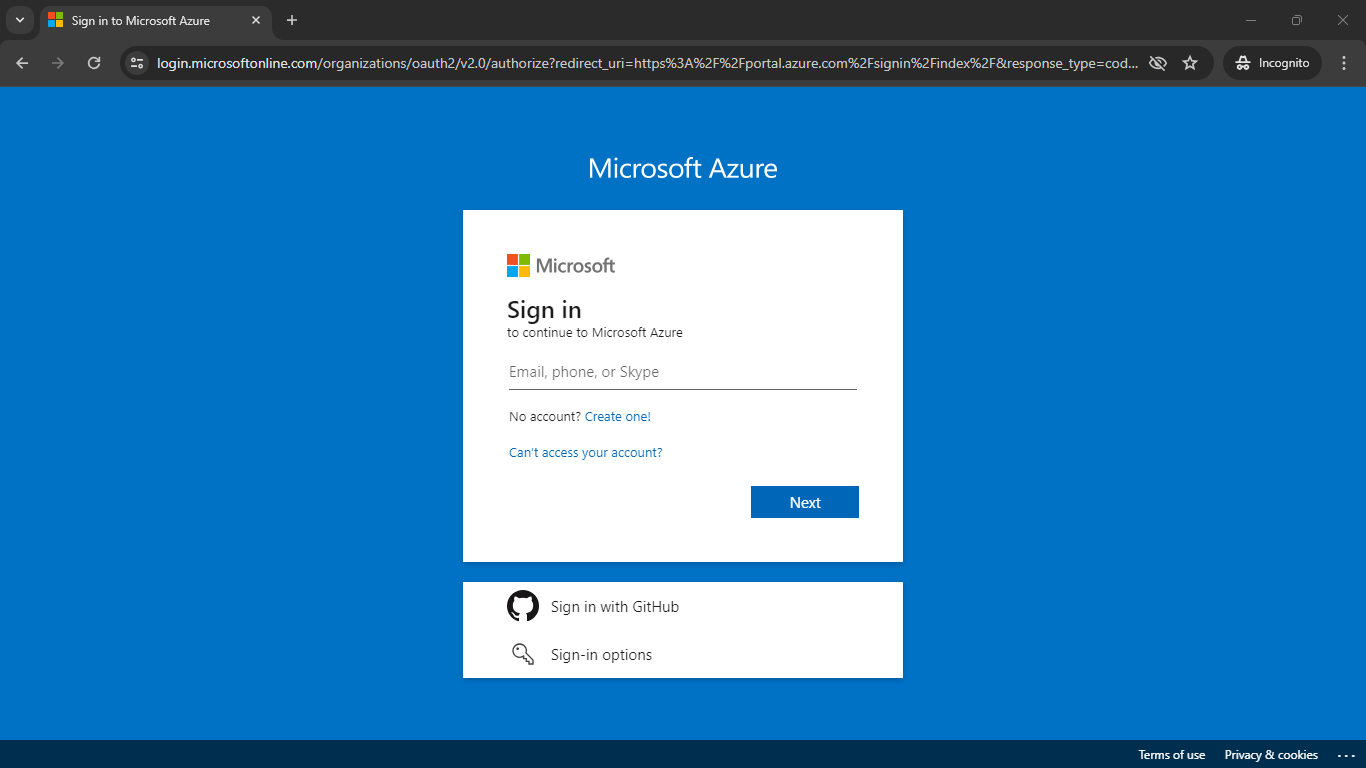 Sign in to Microsoft Azure
login.microsoftonline.com/organizations/oauth2/v2.0/authorize?redirect_uri=https%3A%2F%2Fportal.azure.com%2Fsignin%2Findex%2F&response_type=cod...
Incognito
Microsoft Azure
Microsoft
Sign in
to continue to Microsoft Azure
Email, phone, or Skype
No account? Create one!
Can't access your account?
Next
Sign in with GitHub
Sign-in options
Terms of use Privacy & cookies ...